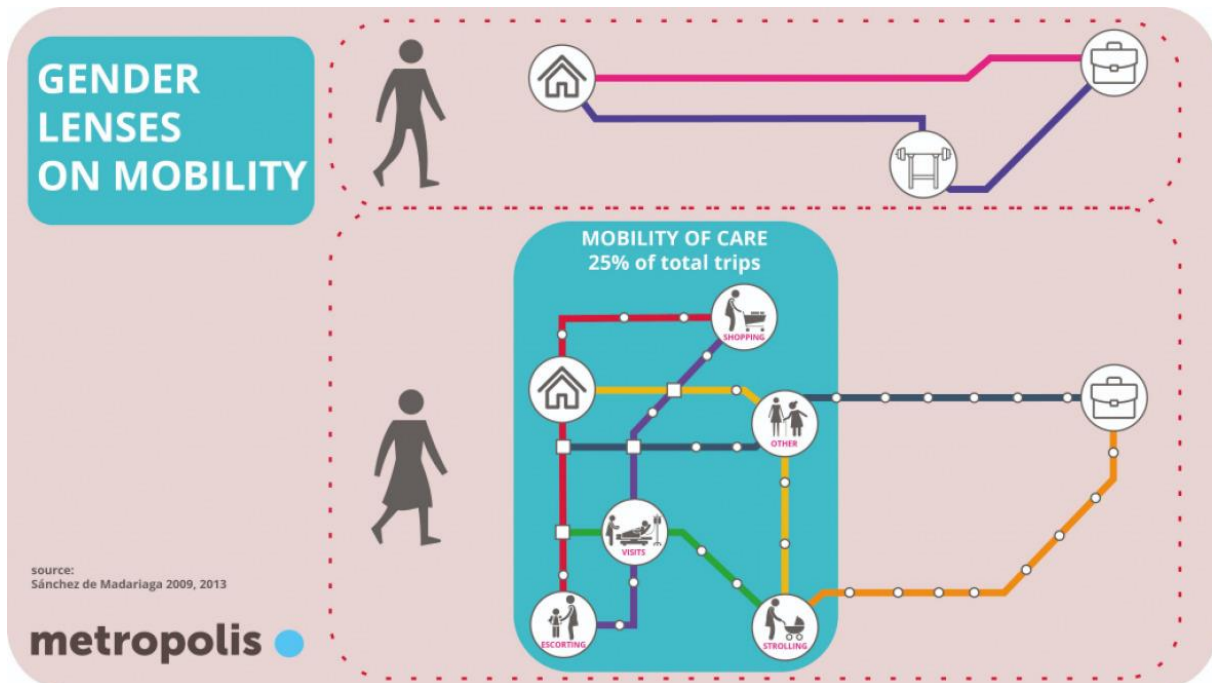 GENDER
LENSES
ON MOBILITY
MOBILITY OF CARE
25% of total trips
SHOPPING
OTHER
VISITS
ESCORTING
STROLLING
source:
Sánchez de Madariaga 2009, 2013
metropolis